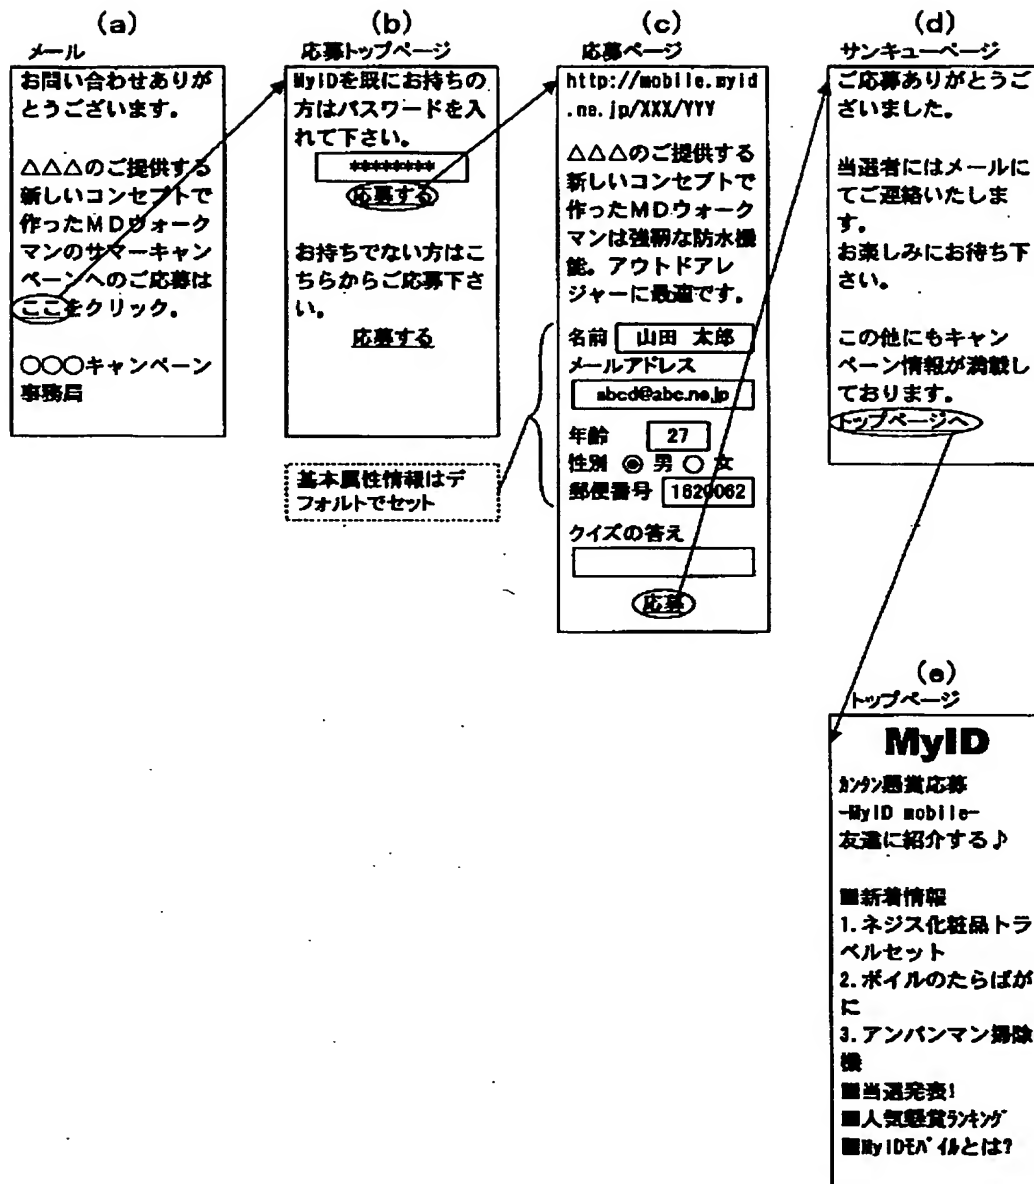 (a)
メール
お問い合わせありが
とうございます。
△△△のご提供する
新しいコンセプトで
作ったMDウォーク
マンのサマーキャン
ペーンへのご応募は
ここをクリック。
○○○キャンペーン
事務局
(b)
応募トップページ
MyIDを既にお持ちの
方はパスワードを入
れて下さい。
********
応募する
お持ちでない方はこ
ちらからご応募下さ
い。
応募する
基本属性情報はデ
フォルトでセット
(c)
応募ページ
http://mobile.myid
.ne.jp/XXX/YYY
△△△のご提供する
新しいコンセプトで
作ったMDウォーク
マンは強靭な防水機
能。アウトドアレ
ジャーに最適です。
名前 山田 太郎
メールアドレス
abcd@abc.ne.jp
年齢 27
性別 ◉ 男 ○ 女
郵便番号 1620062
クイズの答え
応募
(d)
サンキューページ
ご応募ありがとうご
ざいました。
当選者にはメールに
てご連絡いたしま
す。
お楽しみにお待ち下
さい。
この他にもキャン
ペーン情報が満載し
ております。
トップページへ
(e)
トップページ
MyID
カンタン懸賞応募
-MyID mobile-
友達に紹介する♪
■新着情報
1.ネジス化粧品トラ
ベルセット
2.ボイルのたらばが
に
3.アンパンマン掃除
機
■当選発表!
■人気懸賞ランキング
■MyIDモバイルとは?